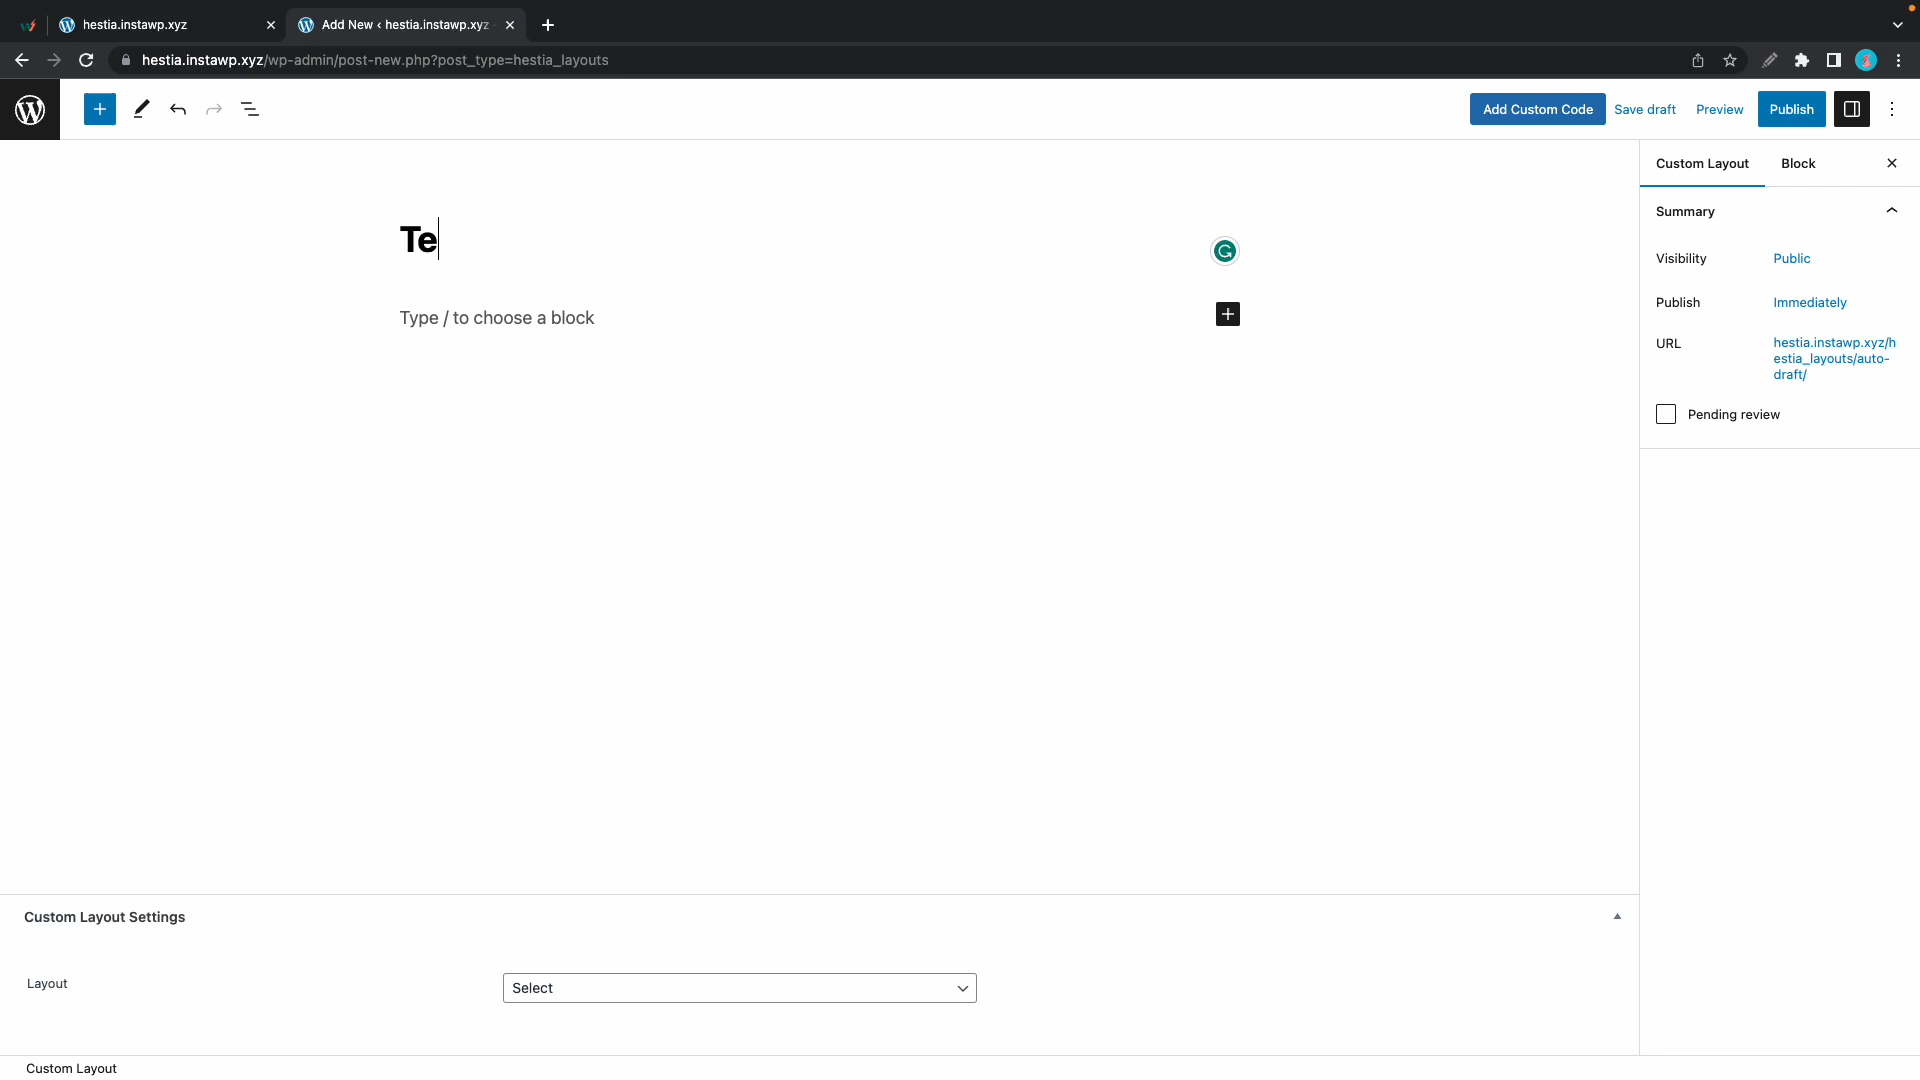 hestia.instawp.xyz
Add New ‹ hestia.instawp.xyz -
hestia.instawp.xyz/wp-admin/post-new.php?post_type=hestia_layouts
Add Custom Code
Save draft
Preview
Publish
Custom Layout
Block
Summary
Te
Visibility
Public
Type / to choose a block
Publish
Immediately
URL
hestia.instawp.xyz/h
estia_layouts/auto-
draft/
Pending review
Custom Layout Settings
Layout
Select
Custom Layout